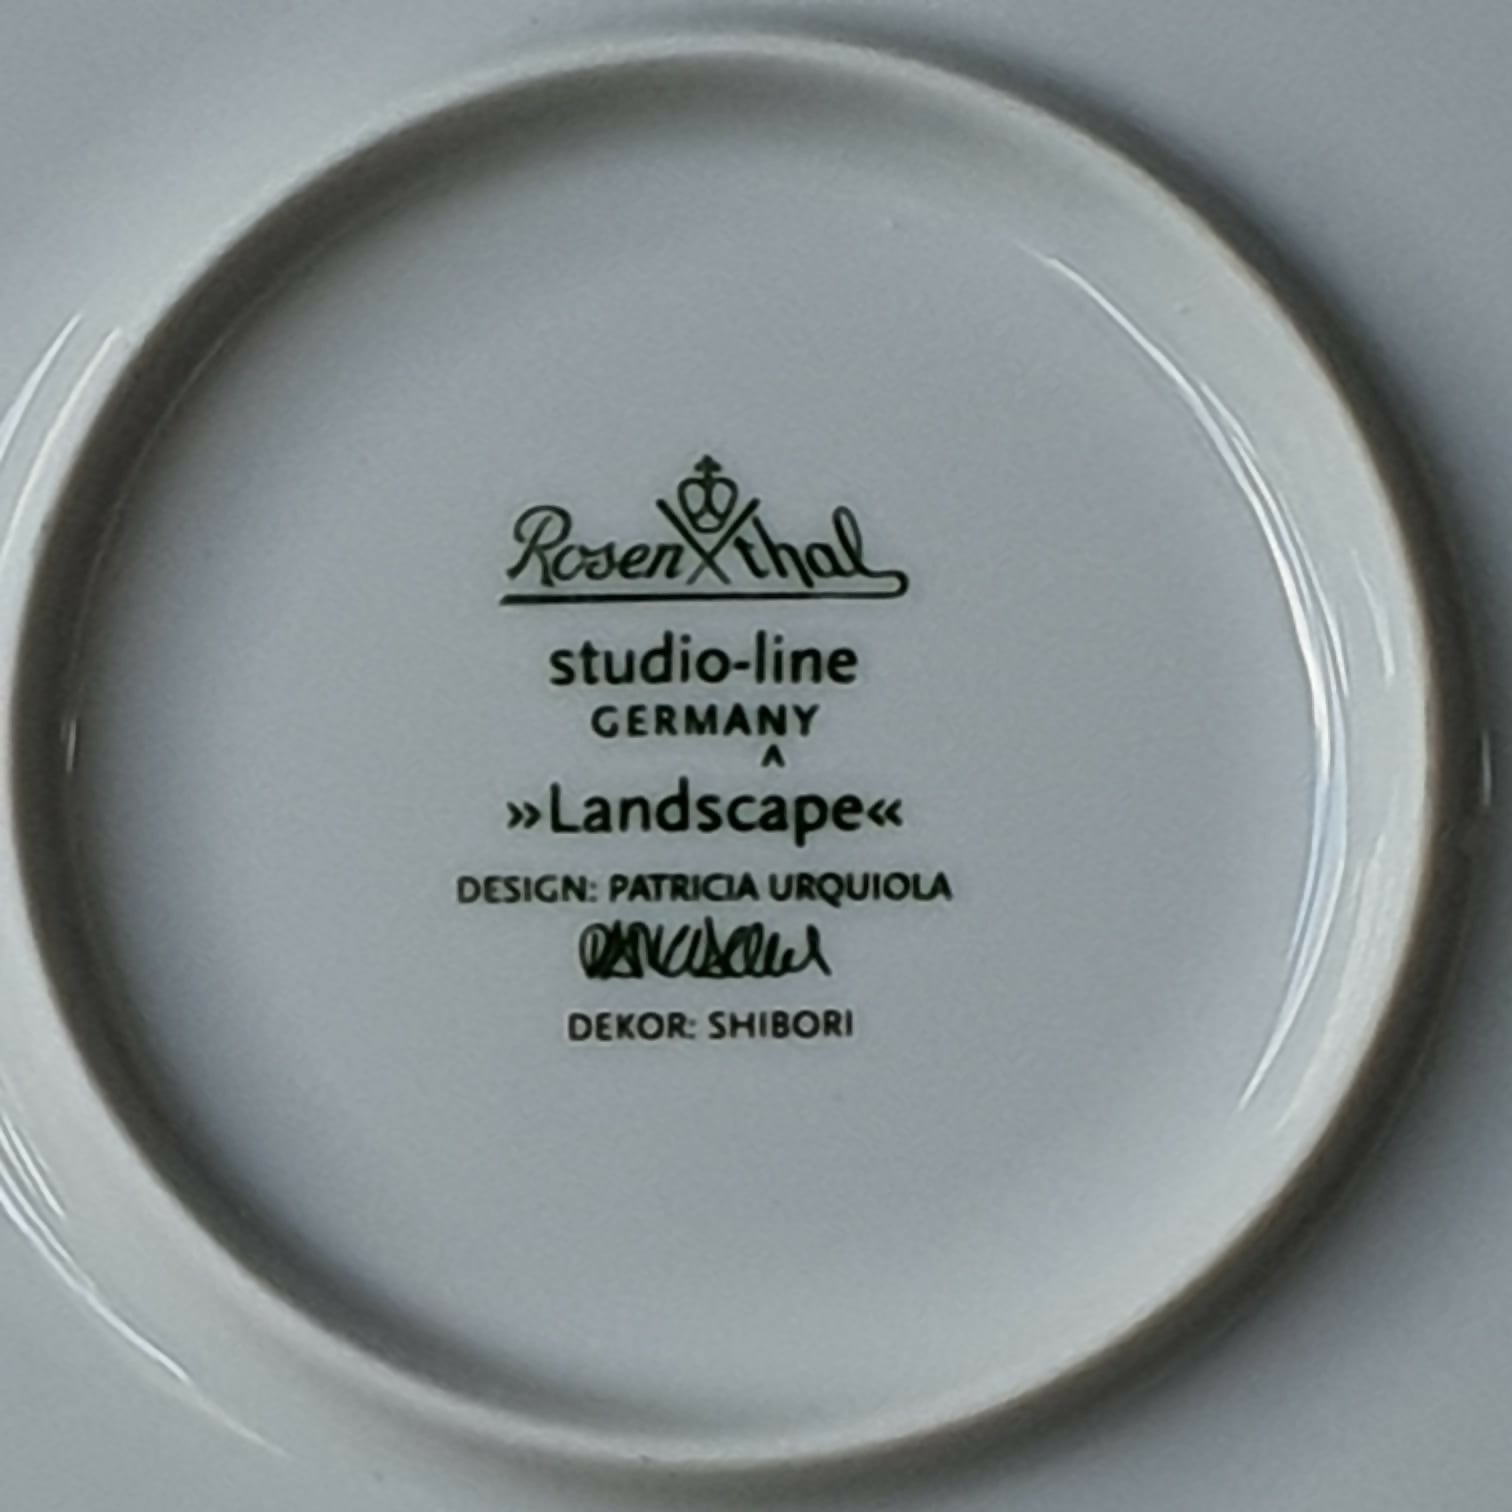 Rosenthal
studio-line
GERMANY
^
»Landscape«
DESIGN: PATRICIA URQUIOLA
DEKOR: SHIBORI